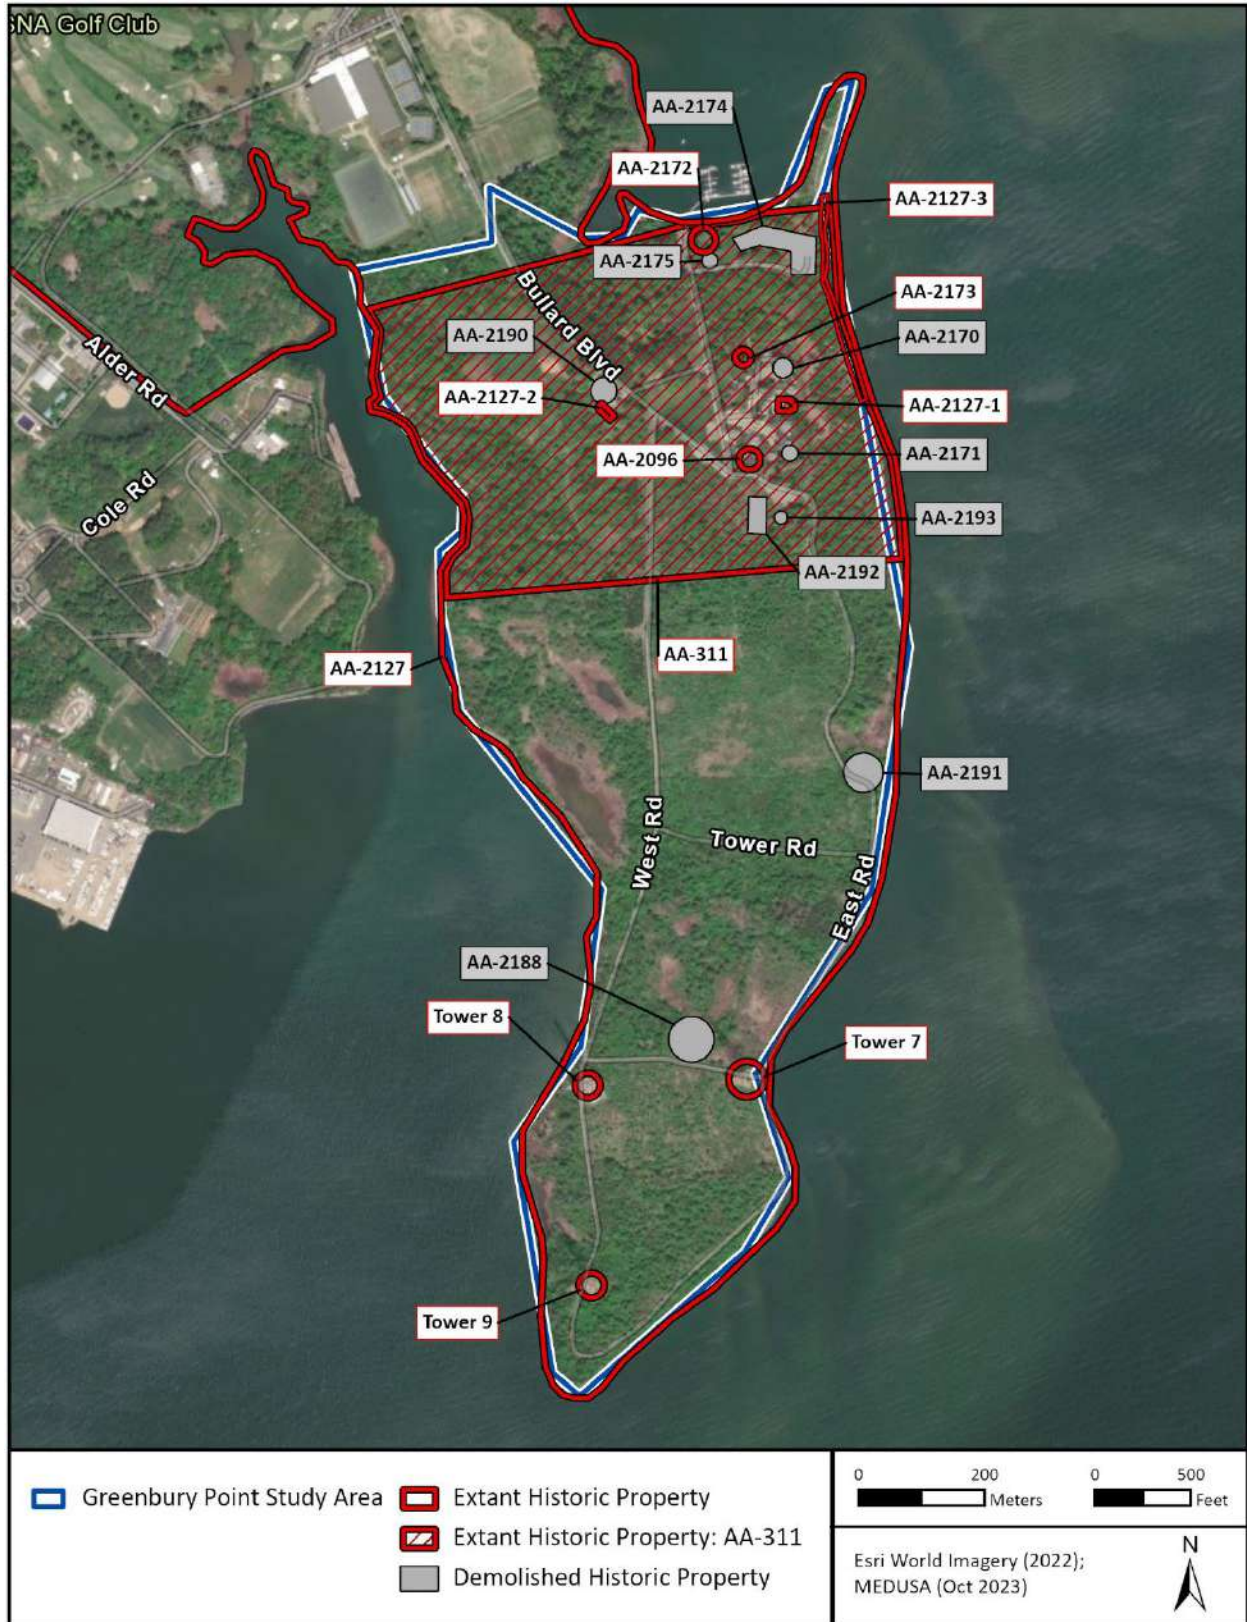 SNA Golf Club
AA-2174
AA-2172
AA-2127-3
AA-2175
Bullard Blvd
AA-2173
AA-2190
AA-2170
Alder Rd
AA-2127-2
AA-2127-1
AA-2096
AA-2171
Cole Rd
AA-2193
AA-2192
AA-2127
AA-311
AA-2191
West Rd
Tower Rd
East Rd
AA-2188
Tower 8
Tower 7
Tower 9
Greenbury Point Study Area
Extant Historic Property
Extant Historic Property: AA-311
Demolished Historic Property
0 200 Meters
0 500 Feet
Esri World Imagery (2022);
MEDUSA (Oct 2023)
N